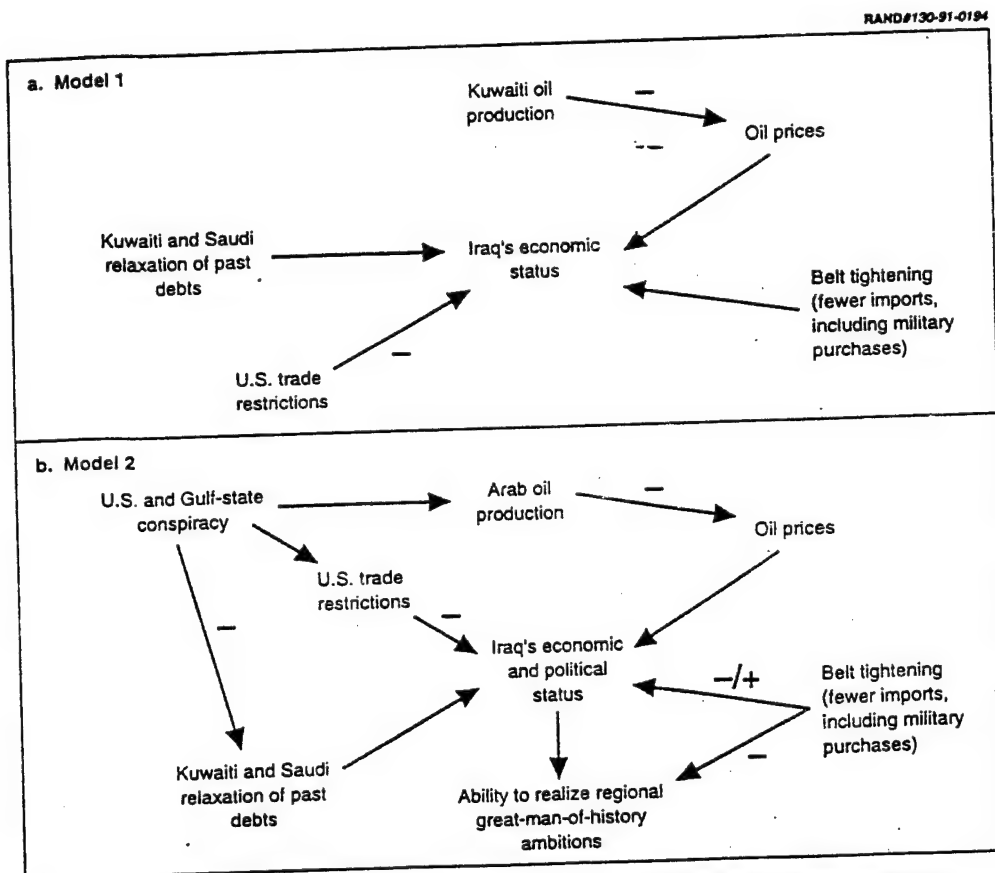 RAND#130-91-0194
a. Model 1
Kuwaiti oil
production
–
--
Oil prices
Kuwaiti and Saudi
relaxation of past
debts
Iraq's economic
status
Belt tightening
(fewer imports,
including military
purchases)
–
U.S. trade
restrictions
b. Model 2
U.S. and Gulf-state
conspiracy
Arab oil
production
–
Oil prices
U.S. trade
restrictions
–
–
Iraq's economic
and political
status
–/+
Belt tightening
(fewer imports,
including military
purchases)
–
Kuwaiti and Saudi
relaxation of past
debts
Ability to realize regional
great-man-of-history
ambitions